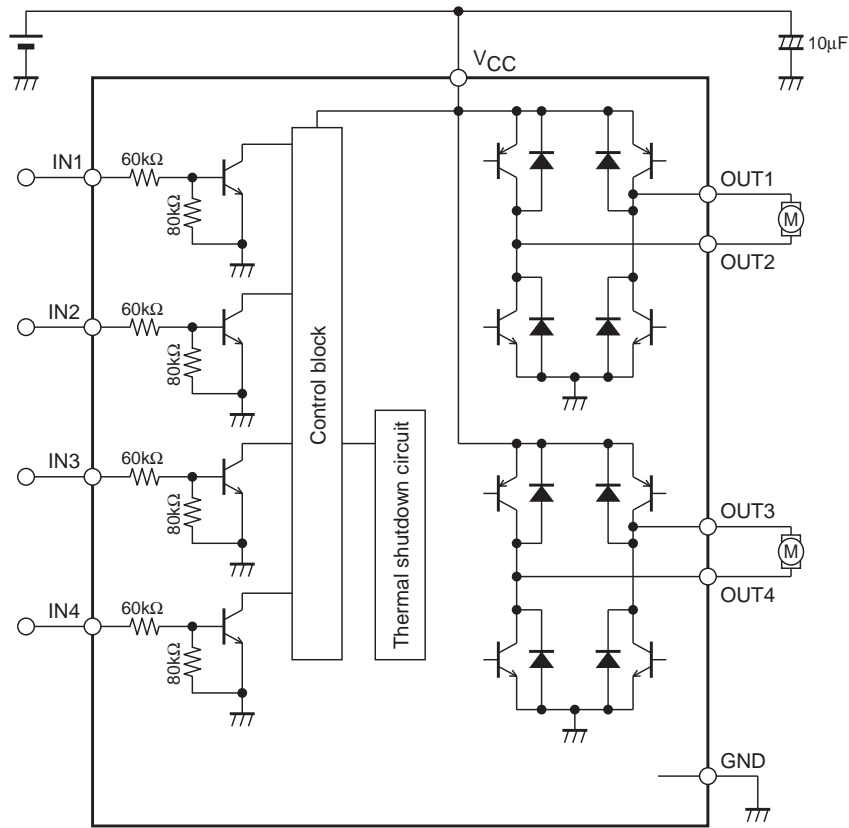 10μF
VCC
IN1
60kΩ
80kΩ
OUT1
M
OUT2
IN2
60kΩ
80kΩ
Control block
Thermal shutdown circuit
IN3
60kΩ
80kΩ
OUT3
M
OUT4
IN4
60kΩ
80kΩ
GND